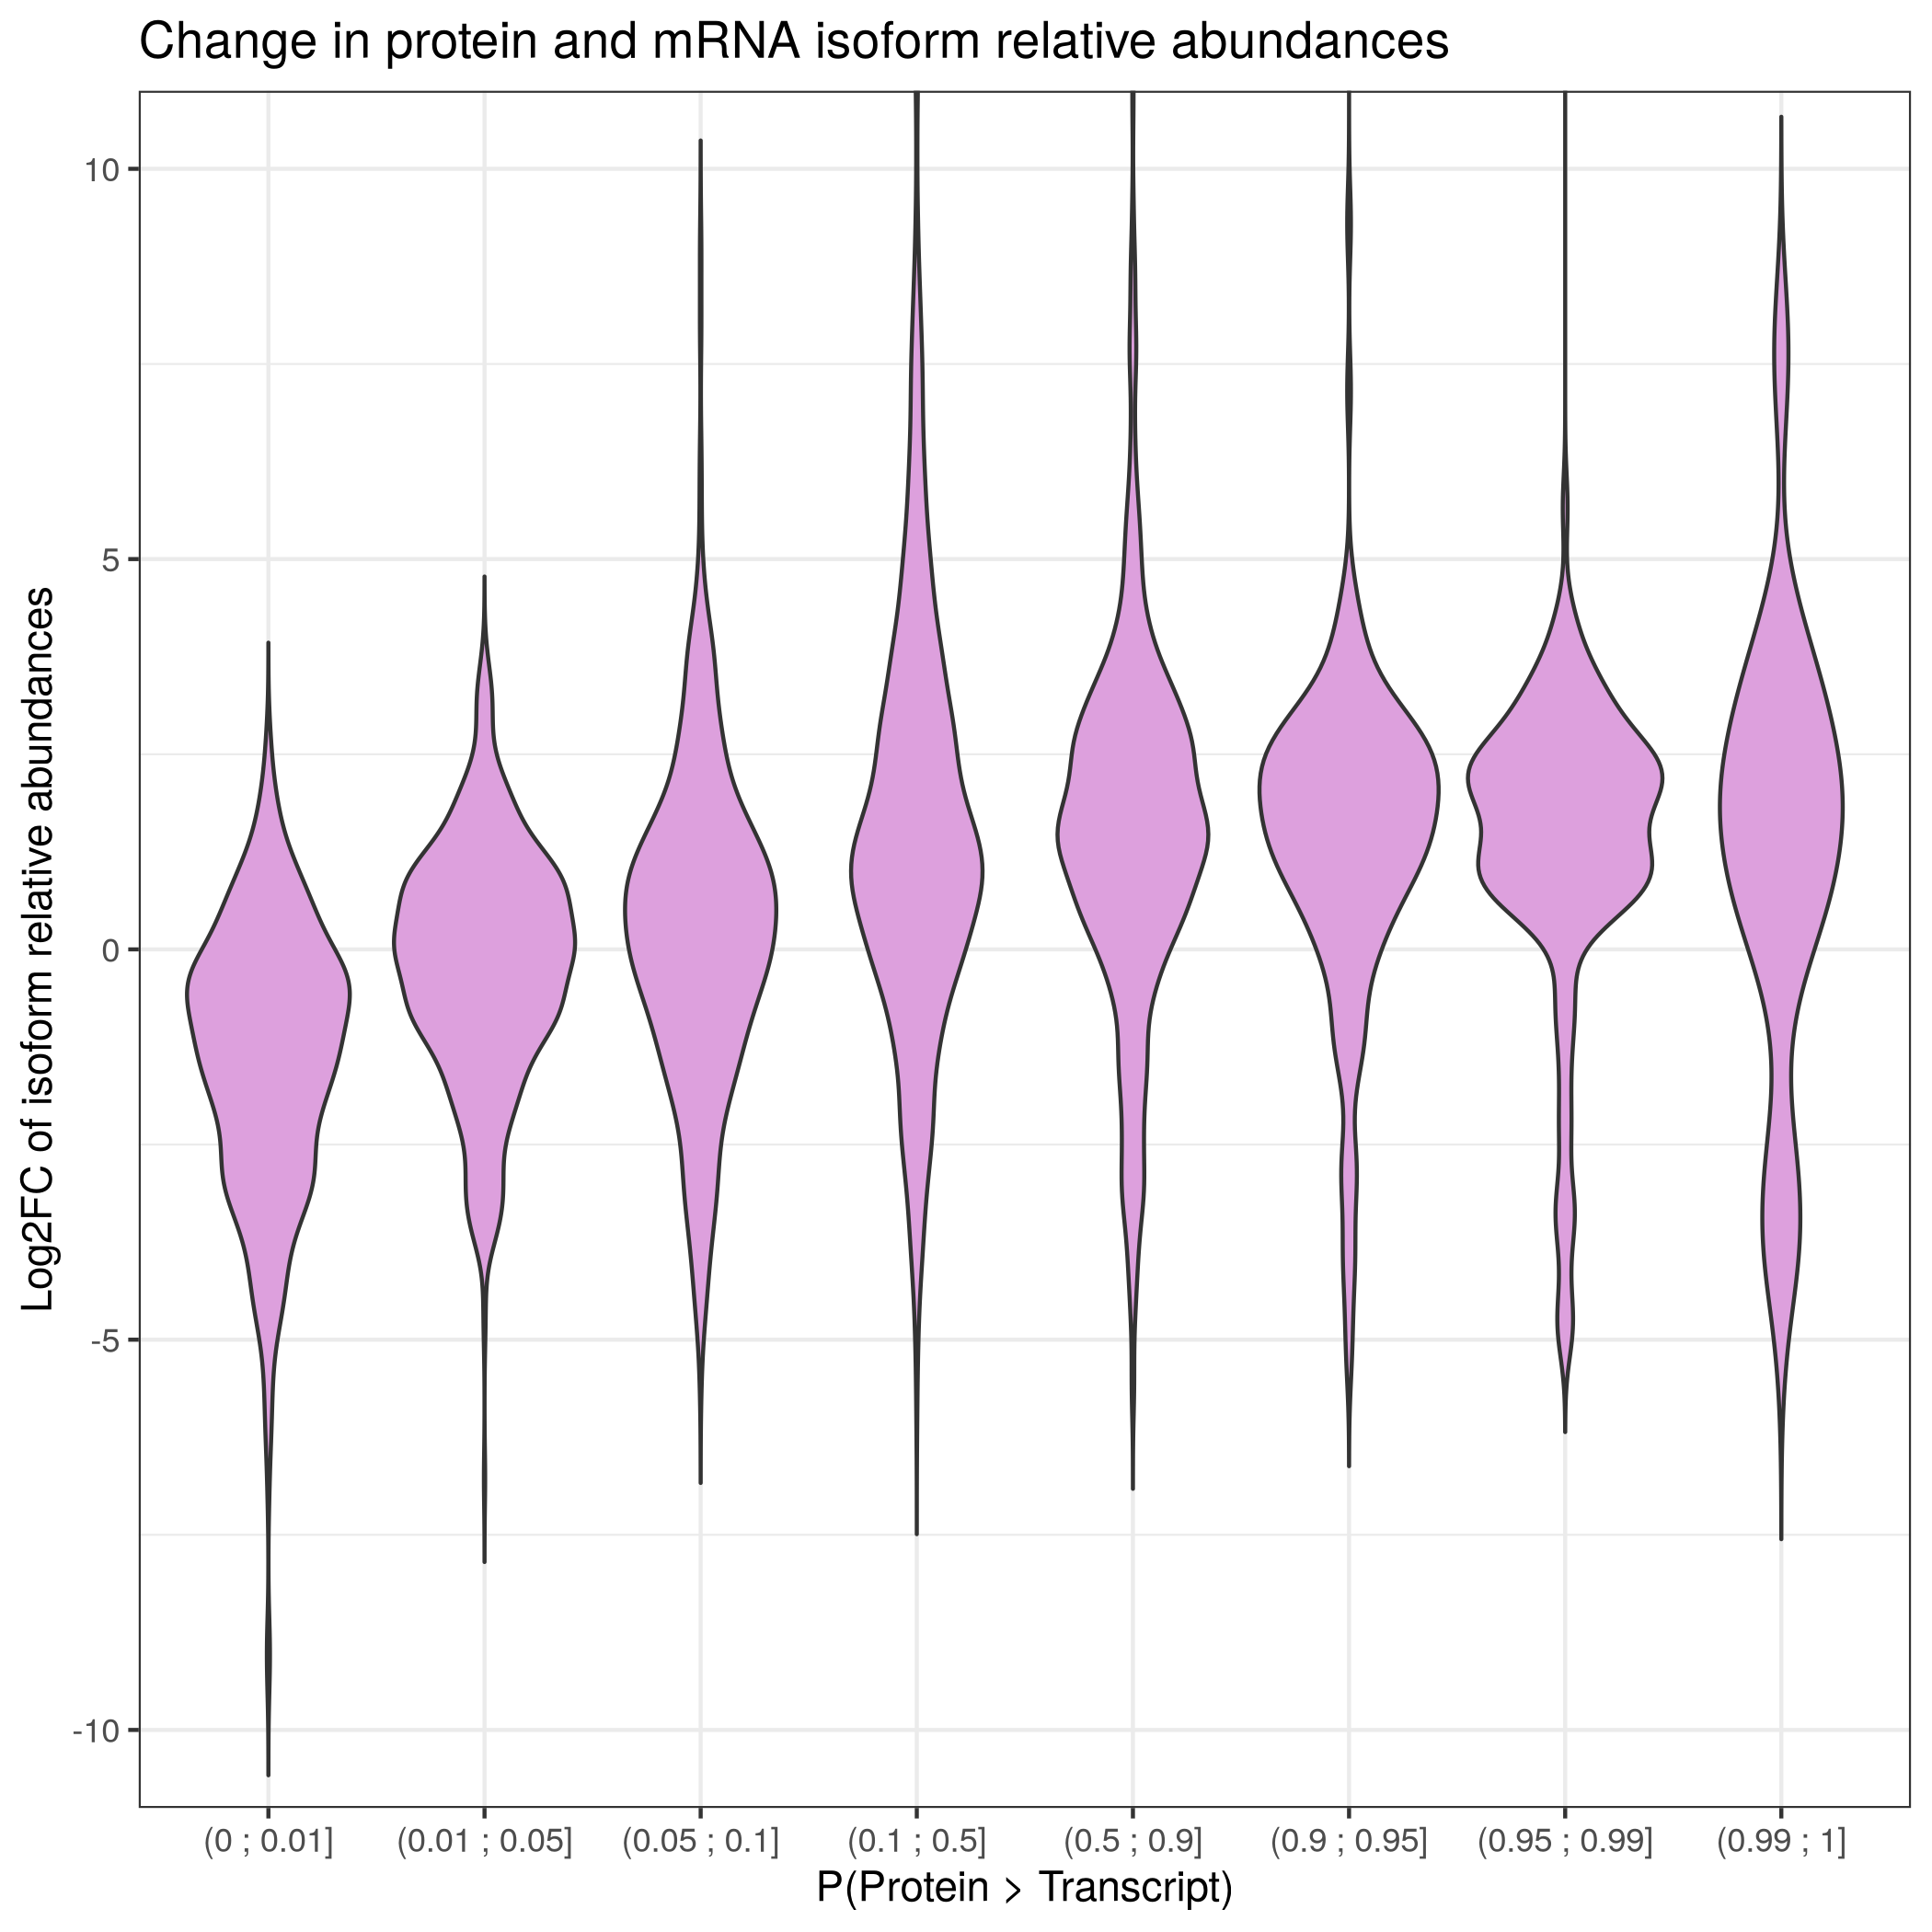 Change in protein and mRNA isoform relative abundances
Log2FC of isoform relative abundances
10
5
0
-5
-10
(0 ; 0.01]
(0.01 ; 0.05]
(0.05 ; 0.1]
(0.1 ; 0.5]
(0.5 ; 0.9]
(0.9 ; 0.95]
(0.95 ; 0.99]
(0.99 ; 1]
P(Protein > Transcript)